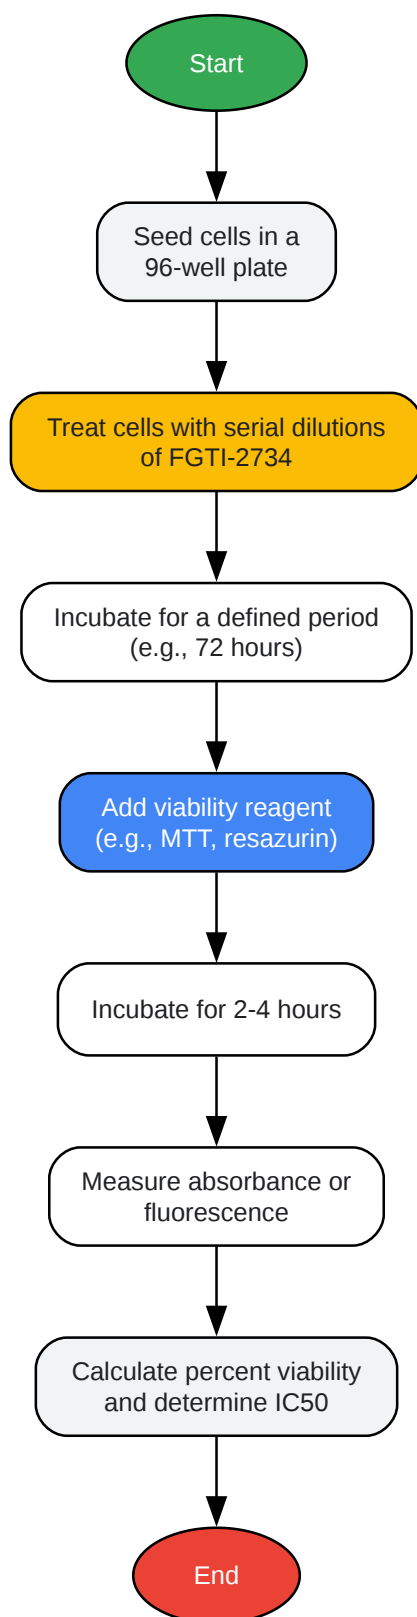 Start
Seed cells in a
96-well plate
Treat cells with serial dilutions
of FGTI-2734
Incubate for a defined period
(e.g., 72 hours)
Add viability reagent
(e.g., MTT, resazurin)
Incubate for 2-4 hours
Measure absorbance or
fluorescence
Calculate percent viability
and determine IC50
End